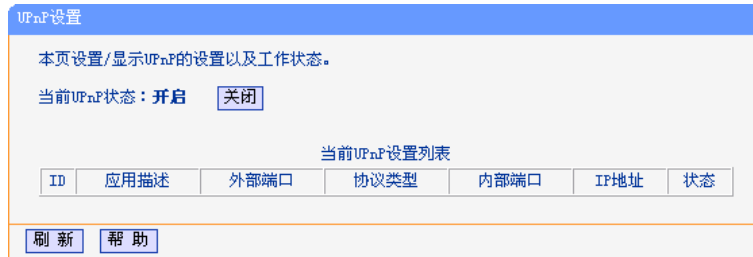 UPnP设置
本页设置/显示UPnP的设置以及工作状态。
当前UPnP状态：开启 关闭
当前UPnP设置列表
ID 应用描述 外部端口 协议类型 内部端口 IP地址 状态
刷 新 帮 助